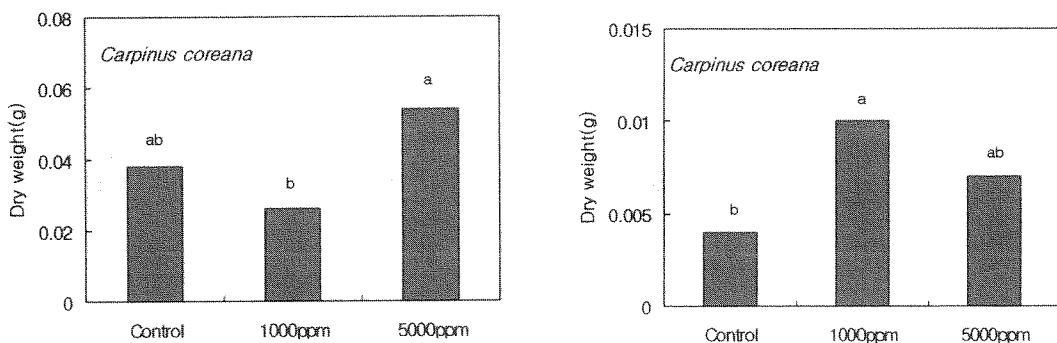 0.08
Carpinus coreana
a
0.06
ab
0.04
b
0.02
0
Dry weight(g)
Control 1000ppm 5000ppm
0.015
Carpinus coreana
a
0.01
ab
b
0.005
0
Dry weight(g)
Control 1000ppm 5000ppm